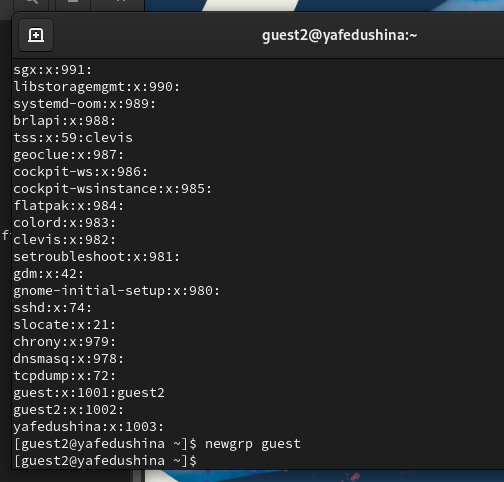 guest2@yafedushina:~
sgx:x:991:
libstoragemgmt:x:990:
systemd-oom:x:989:
brlapi:x:988:
tss:x:59:clevis
geoclue:x:987:
cockpit-ws:x:986:
cockpit-wsinstance:x:985:
flatpak:x:984:
colord:x:983:
clevis:x:982:
setroubleshoot:x:981:
gdm:x:42:
gnome-initial-setup:x:980:
sshd:x:74:
slocate:x:21:
chrony:x:979:
dnsmasq:x:978:
tcpdump:x:72:
guest:x:1001:guest2
guest2:x:1002:
yafedushina:x:1003:
[guest2@yafedushina ~]$ newgrp guest
[guest2@yafedushina ~]$